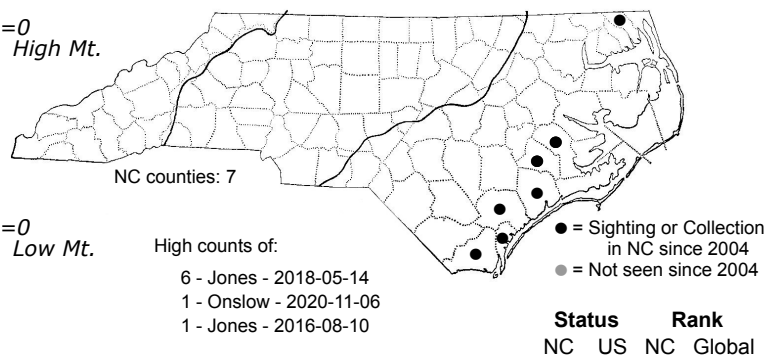 =0
High Mt.
NC counties: 7
=0
Low Mt.
High counts of:
6 - Jones - 2018-05-14
1 - Onslow - 2020-11-06
1 - Jones - 2016-08-10
● = Sighting or Collection
in NC since 2004
● = Not seen since 2004
Status Rank
NC US NC Global